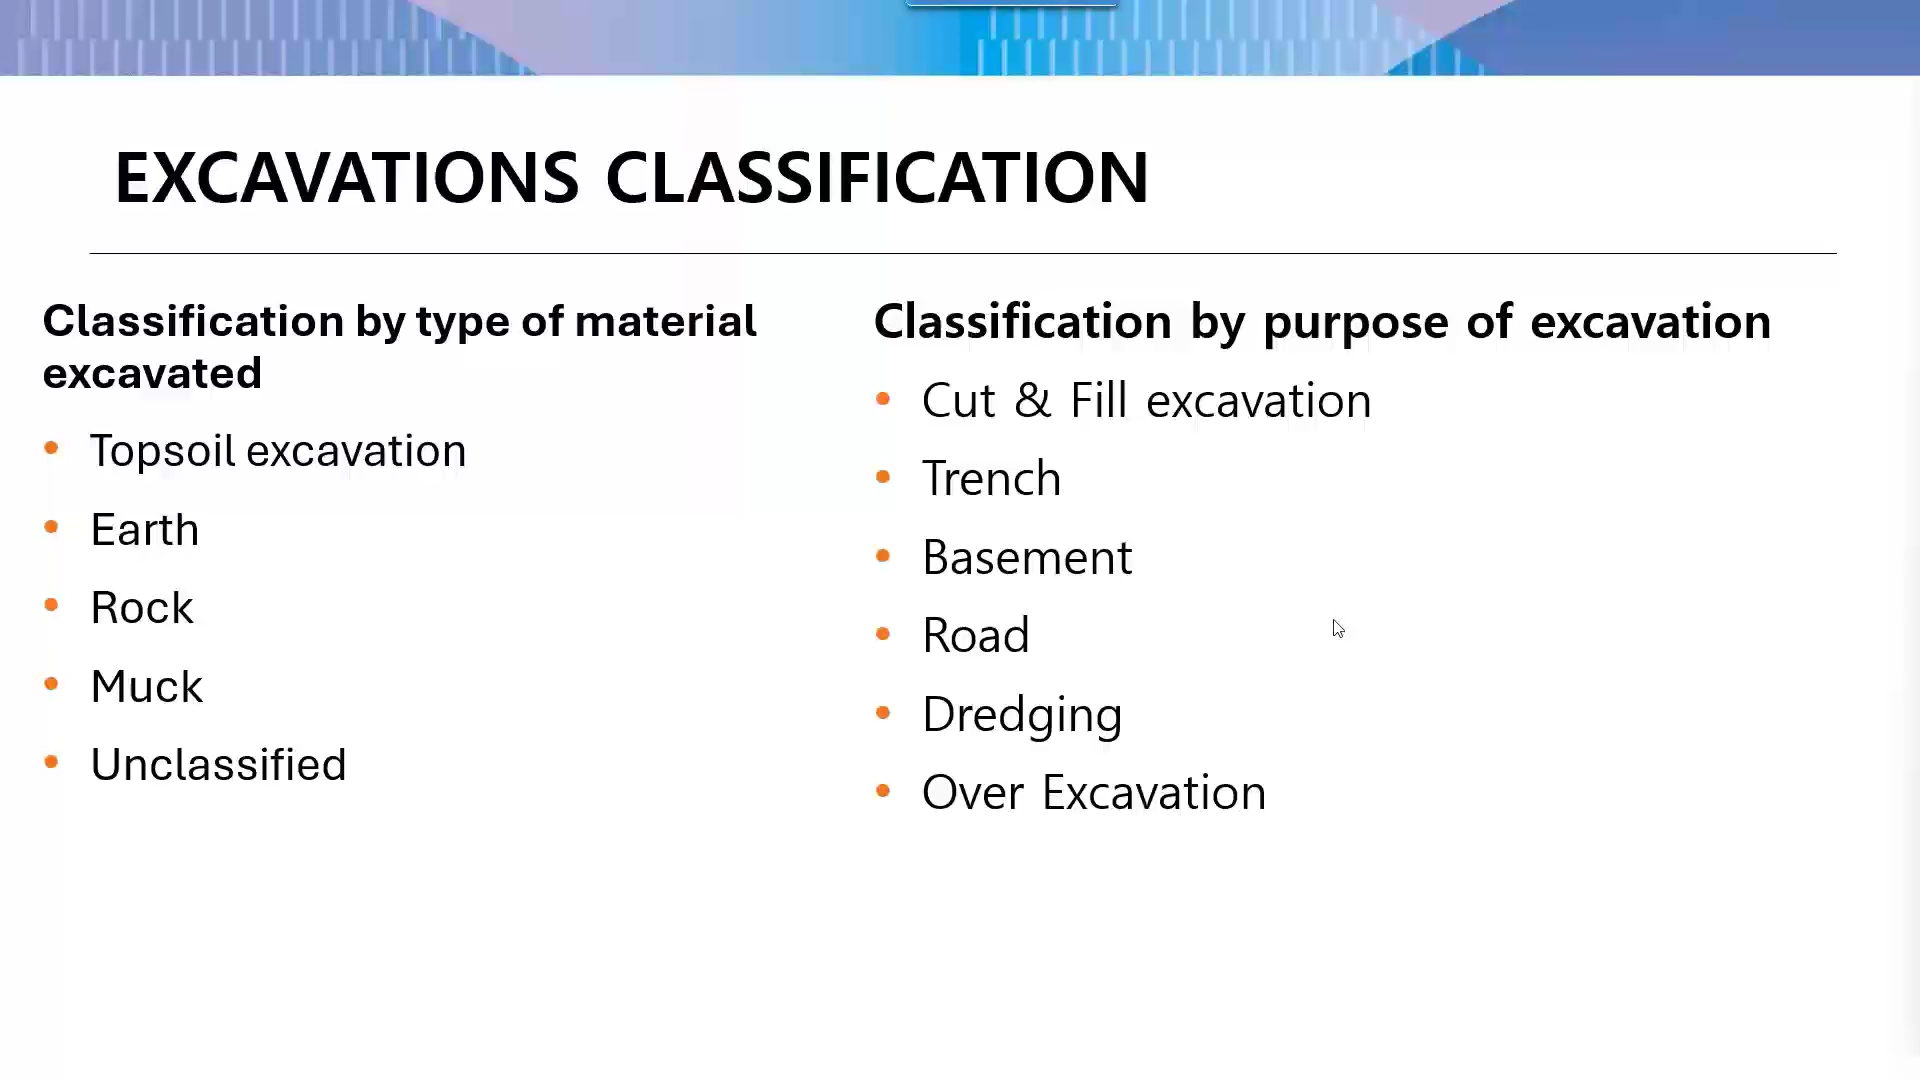 EXCAVATIONS CLASSIFICATION
Classification by type of material
excavated
• Topsoil excavation
• Earth
• Rock
• Muck
• Unclassified
Classification by purpose of excavation
• Cut & Fill excavation
• Trench
• Basement
• Road
• Dredging
• Over Excavation